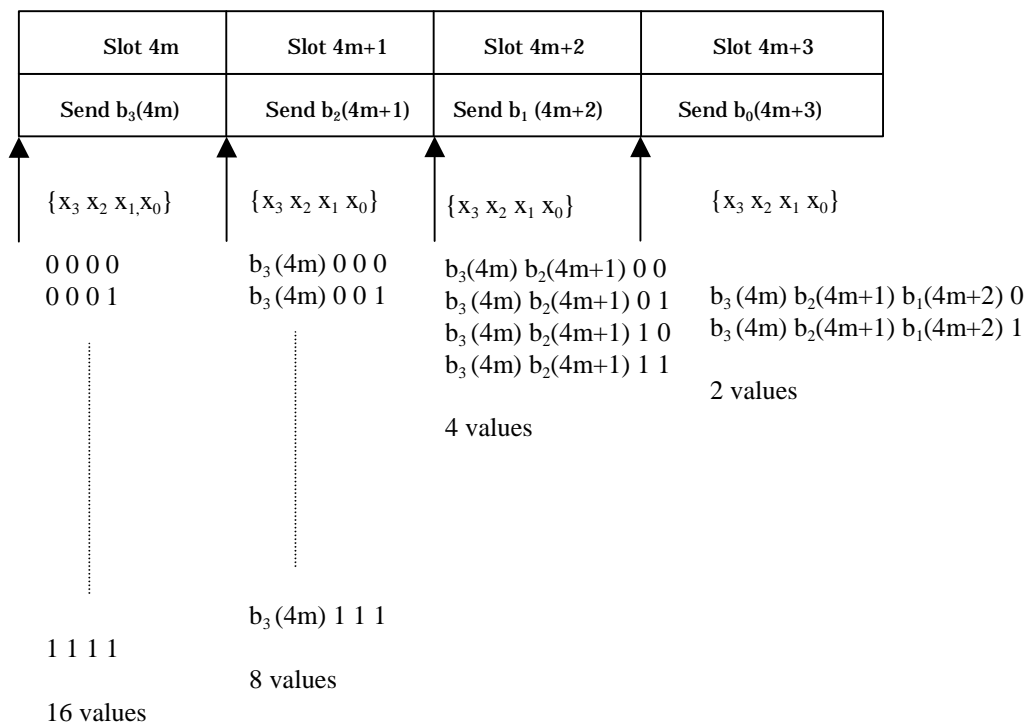 Slot 4m Slot 4m+1 Slot 4m+2 Slot 4m+3
Send b₃(4m) Send b₂(4m+1) Send b₁ (4m+2) Send b₀(4m+3)
{x₃ x₂ x₁,x₀} {x₃ x₂ x₁ x₀} {x₃ x₂ x₁ x₀} {x₃ x₂ x₁ x₀}
0 0 0 0
0 0 0 1
1 1 1 1
16 values
b₃ (4m) 0 0 0
b₃ (4m) 0 0 1
b₃ (4m) 1 1 1
8 values
b₃(4m) b₂(4m+1) 0 0
b₃ (4m) b₂(4m+1) 0 1
b₃ (4m) b₂(4m+1) 1 0
b₃ (4m) b₂(4m+1) 1 1
4 values
b₃ (4m) b₂(4m+1) b₁(4m+2) 0
b₃ (4m) b₂(4m+1) b₁(4m+2) 1
2 values